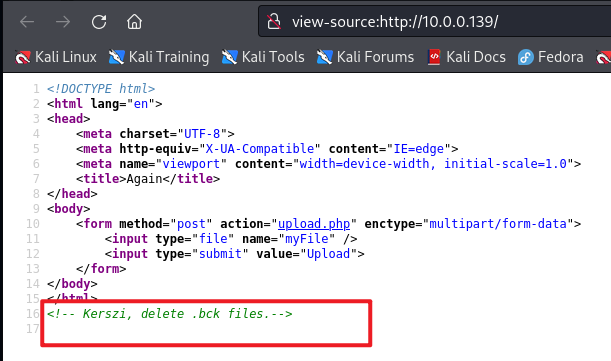 view-source:http://10.0.0.139/
Kali Linux Kali Training Kali Tools Kali Forums Kali Docs Fedora
1 <!DOCTYPE html>
2 <html lang="en">
3 <head>
4     <meta charset="UTF-8">
5     <meta http-equiv="X-UA-Compatible" content="IE=edge">
6     <meta name="viewport" content="width=device-width, initial-scale=1.0">
7     <title>Again</title>
8 </head>
9 <body>
10     <form method="post" action="upload.php" enctype="multipart/form-data">
11         <input type="file" name="myFile" />
12         <input type="submit" value="Upload">
13     </form>
14 </body>
15 </html>
16 <!-- Kerszi, delete .bck files.-->
17